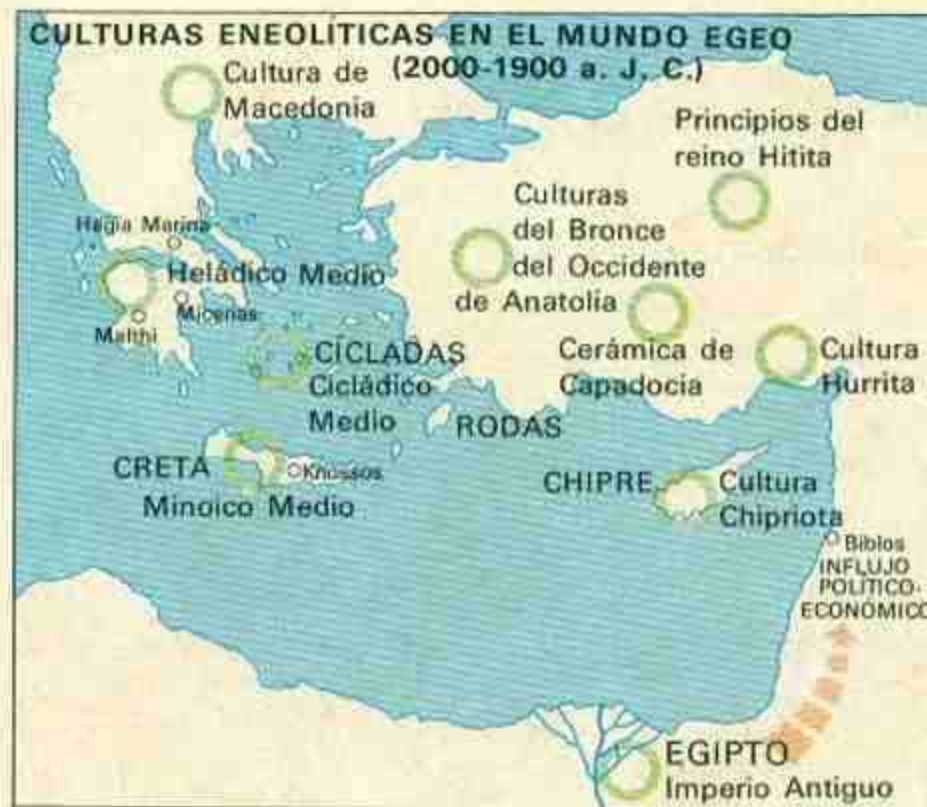 CULTURAS ENEOLÍTICAS EN EL MUNDO EGEO
(2000-1900 a. J. C.)
Cultura de
Macedonia
Principios del
reino Hitita
Culturas
del Bronce
del Occidente
de Anatolia
Hagia Marina
Heládico Medio
Micenas
Malthi
CÍCLADAS
Cicládico
Medio
Cerámica de
Capadocia
Cultura
Hurrita
RODAS
CRETA
Knossos
Minoico Medio
CHIPRE
Cultura
Chipriota
Biblos
INFLUJO
POLÍTICO-
ECONÓMICO
EGIPTO
Imperio Antiguo